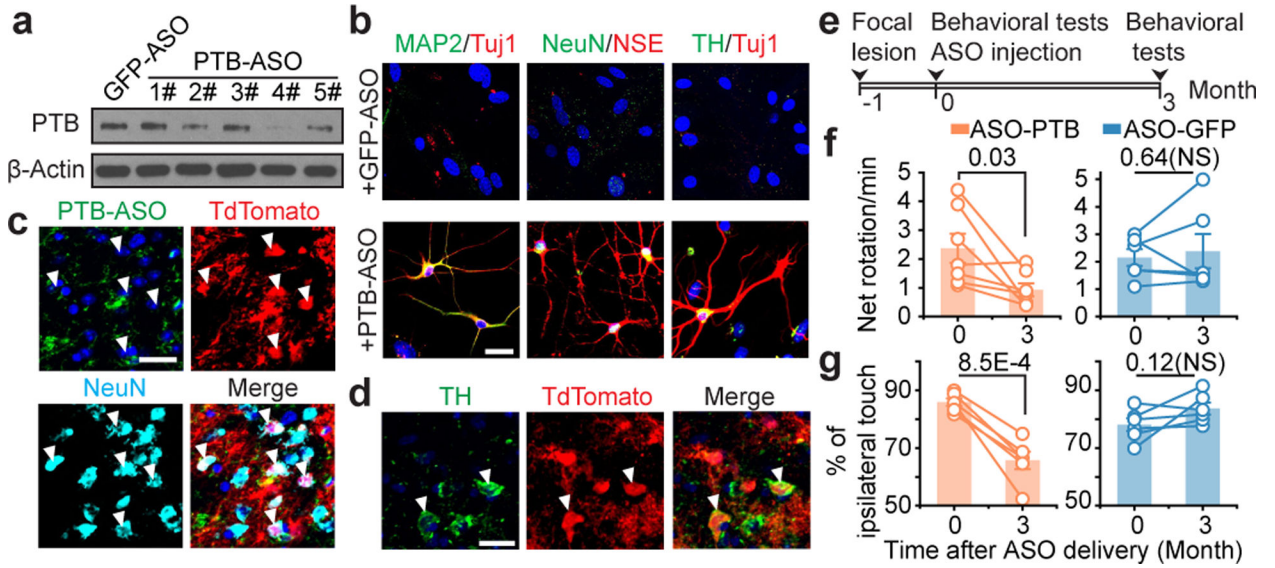 a
GFP-ASO
PTB-ASO
1# 2# 3# 4# 5#
PTB
β-Actin
b
MAP2/Tuj1 NeuN/NSE TH/Tuj1
+GFP-ASO
+PTB-ASO
c
PTB-ASO TdTomato
NeuN Merge
d
TH TdTomato Merge
e
Focal lesion
Behavioral tests
ASO injection
Behavioral tests
-1 0 3 Month
ASO-PTB ASO-GFP
f
0.03 0.64(NS)
Net rotation/min
5 5
4 4
3 3
2 2
1 1
0 0
0 3 0 3
g
8.5E-4 0.12(NS)
% of
ipsilateral touch
90 90
70 70
50 50
0 3 0 3
Time after ASO delivery (Month)